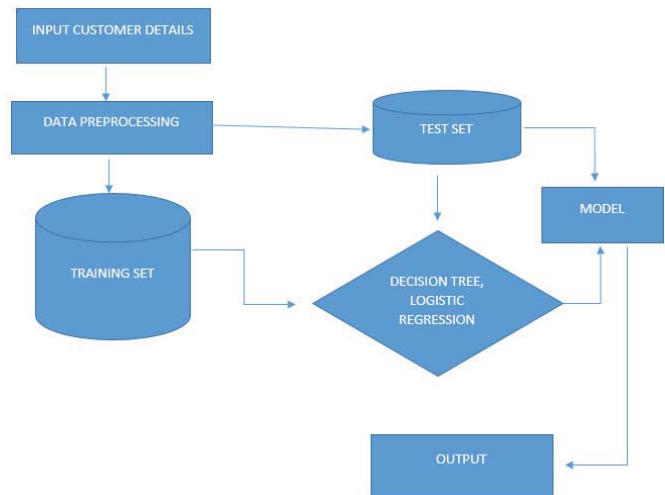 INPUT CUSTOMER DETAILS
DATA PREPROCESSING
TEST SET
MODEL
TRAINING SET
DECISION TREE,
LOGISTIC
REGRESSION
OUTPUT